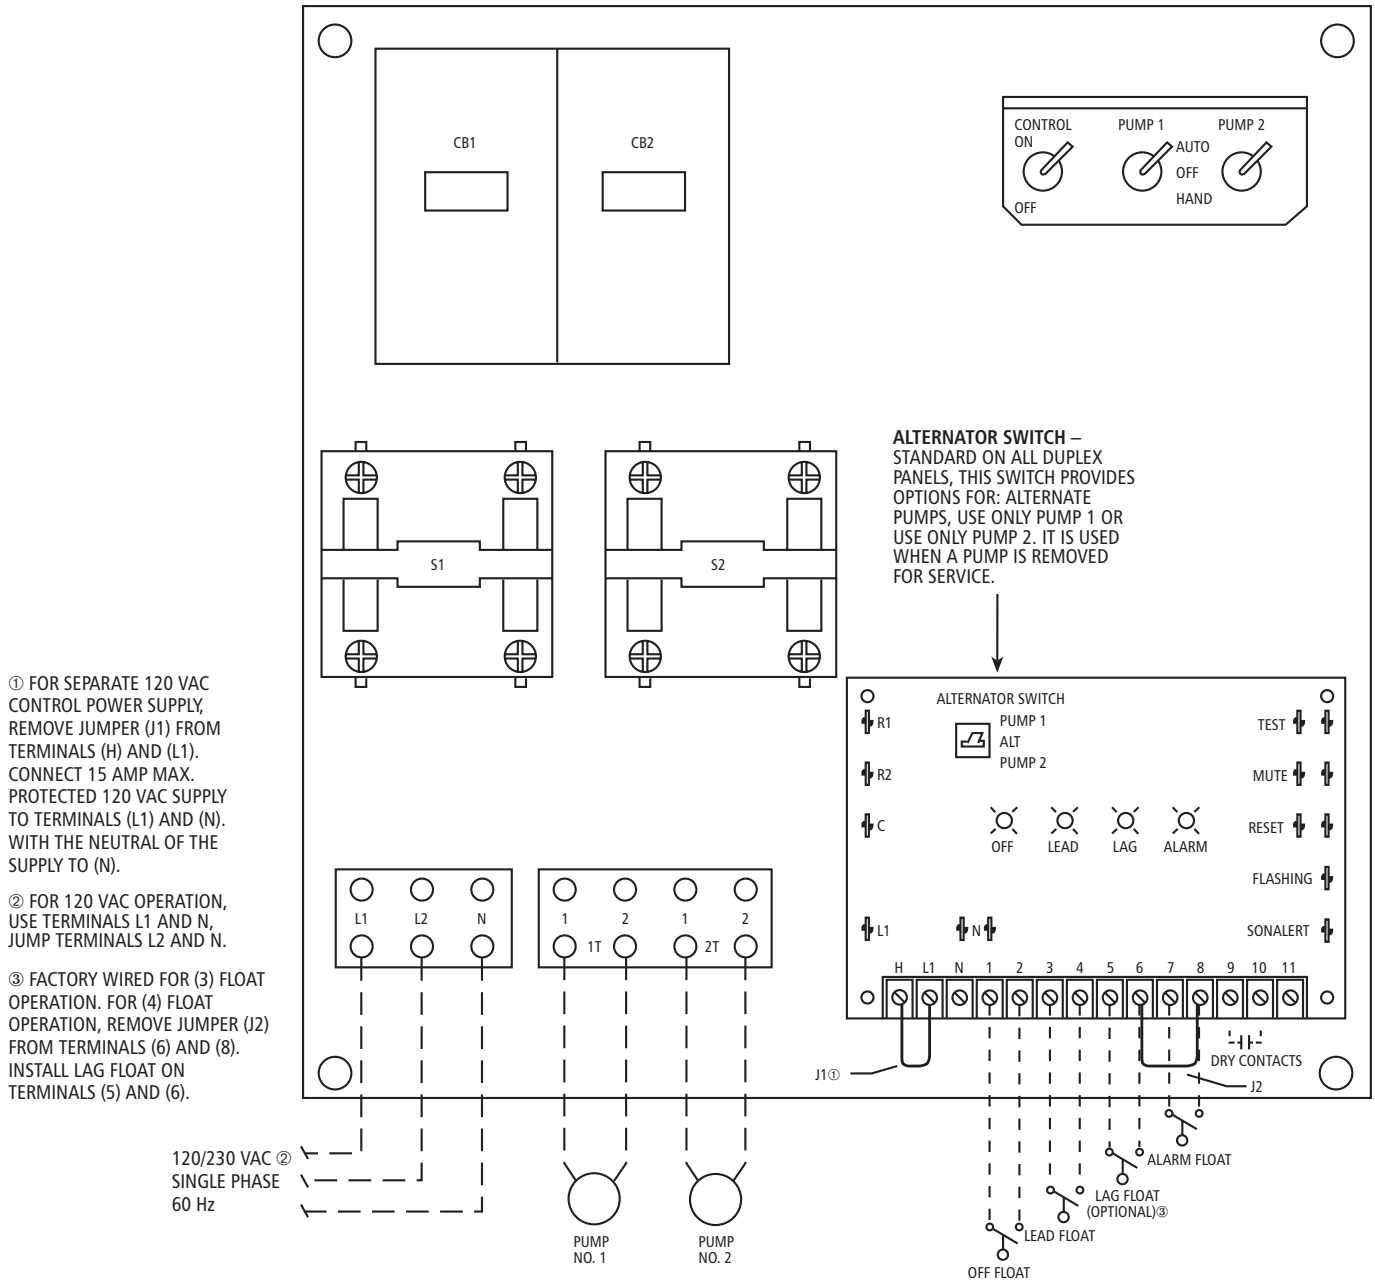 CB1
CB2
CONTROL
ON
OFF
PUMP 1
PUMP 2
AUTO
OFF
HAND
S1
S2
ALTERNATOR SWITCH –
STANDARD ON ALL DUPLEX
PANELS, THIS SWITCH PROVIDES
OPTIONS FOR: ALTERNATE
PUMPS, USE ONLY PUMP 1 OR
USE ONLY PUMP 2. IT IS USED
WHEN A PUMP IS REMOVED
FOR SERVICE.
① FOR SEPARATE 120 VAC
CONTROL POWER SUPPLY,
REMOVE JUMPER (J1) FROM
TERMINALS (H) AND (L1).
CONNECT 15 AMP MAX.
PROTECTED 120 VAC SUPPLY
TO TERMINALS (L1) AND (N).
WITH THE NEUTRAL OF THE
SUPPLY TO (N).
② FOR 120 VAC OPERATION,
USE TERMINALS L1 AND N,
JUMP TERMINALS L2 AND N.
③ FACTORY WIRED FOR (3) FLOAT
OPERATION. FOR (4) FLOAT
OPERATION, REMOVE JUMPER (J2)
FROM TERMINALS (6) AND (8).
INSTALL LAG FLOAT ON
TERMINALS (5) AND (6).
ALTERNATOR SWITCH
PUMP 1
ALT
PUMP 2
R1
R2
C
L1
N
TEST
MUTE
RESET
FLASHING
SONALERT
OFF LEAD LAG ALARM
H L1 N 1 2 3 4 5 6 7 8 9 10 11
L1 L2 N
1 2 1 2
1T 2T
J1①
DRY CONTACTS
J2
120/230 VAC ②
SINGLE PHASE
60 Hz
PUMP
NO. 1
PUMP
NO. 2
ALARM FLOAT
LAG FLOAT
(OPTIONAL)③
LEAD FLOAT
OFF FLOAT